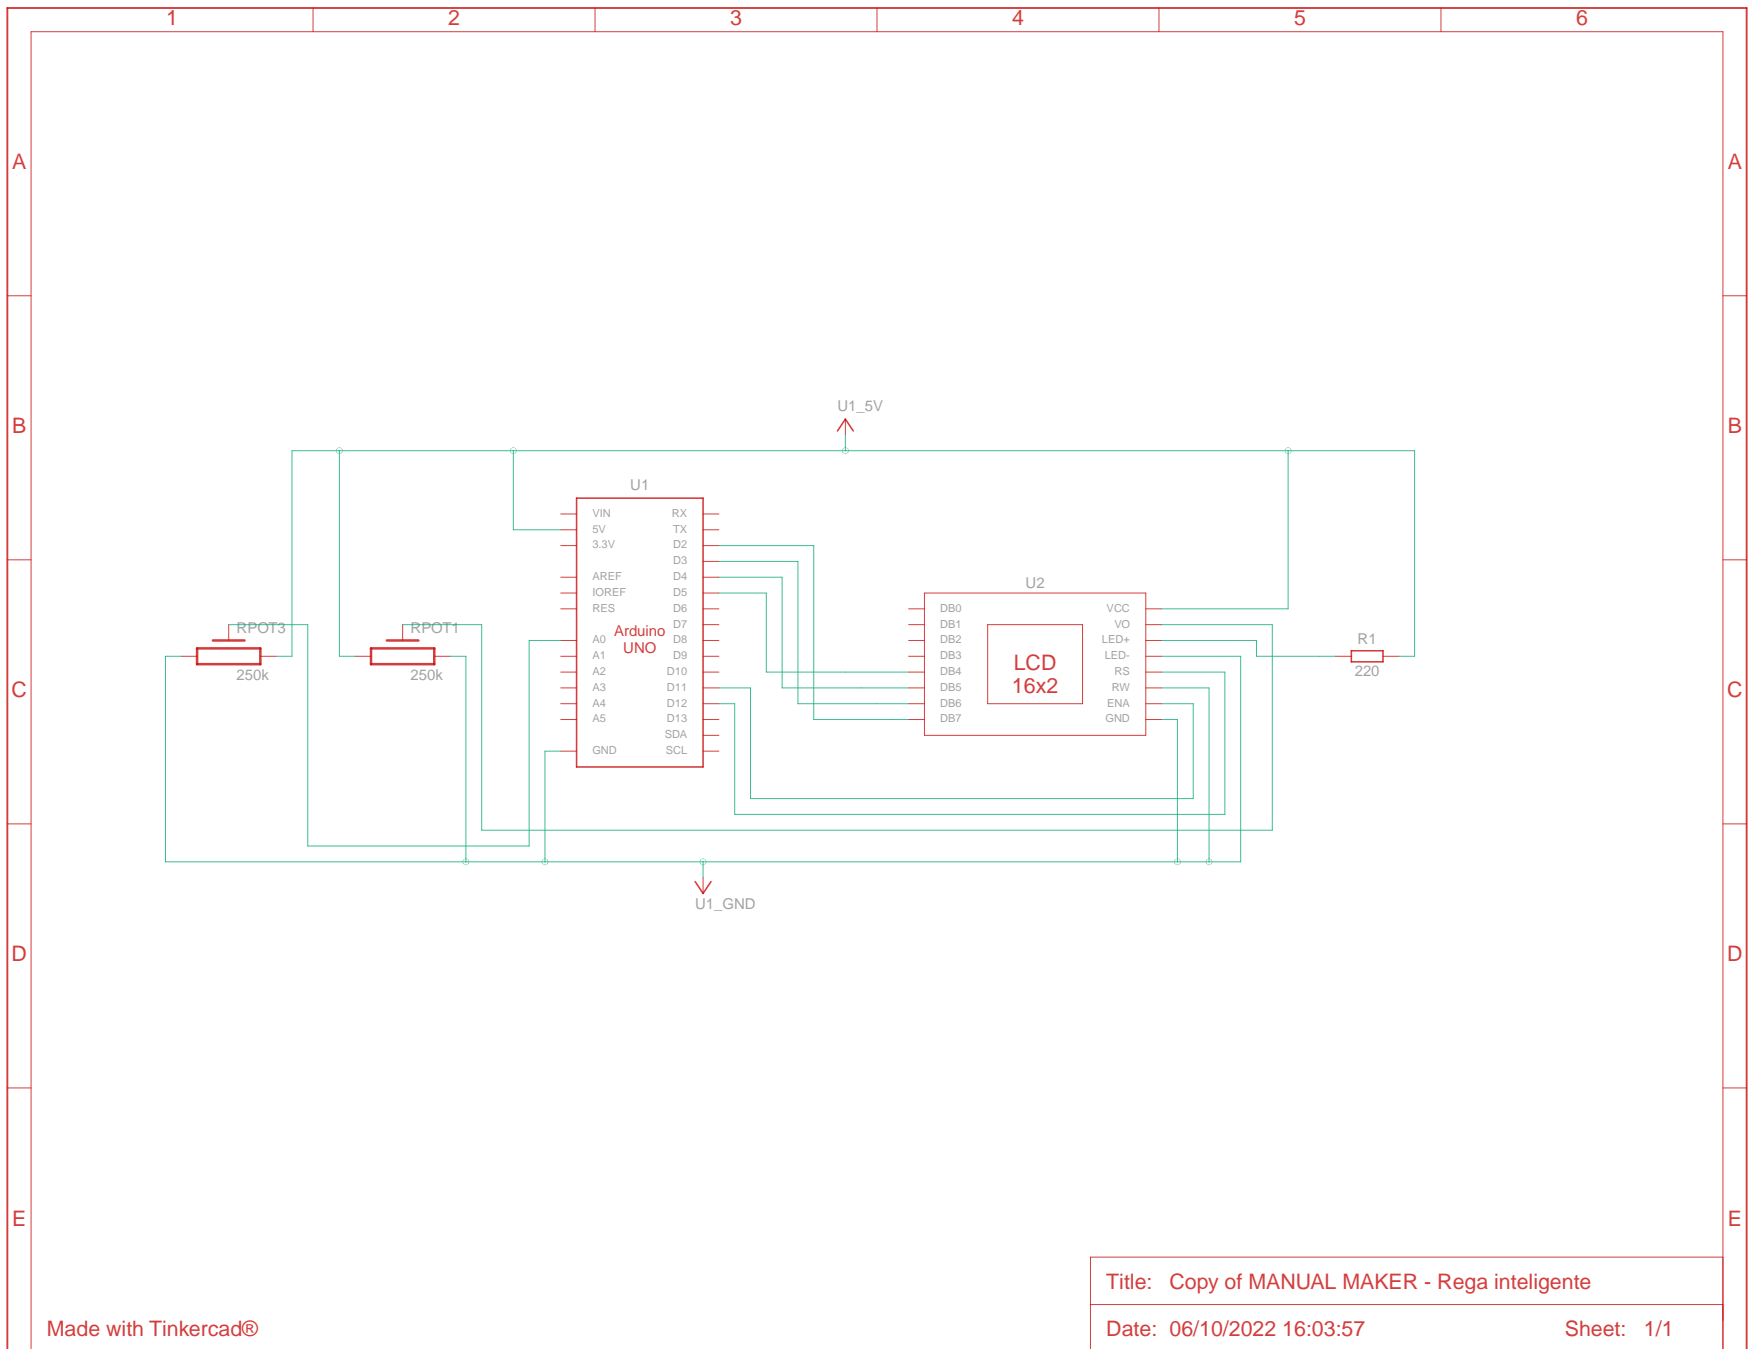 1 2 3 4 5 6
A A
B B
C C
D D
E E
U1_5V
U1
VIN RX
5V TX
3.3V D2
D3
AREF D4
IOREF D5
RES D6
D7
A0 D8
A1 D9
A2 D10
A3 D11
A4 D12
A5 D13
SDA
GND SCL
Arduino
UNO
RPOT3
250k
RPOT1
250k
U2
DB0 VCC
DB1 VO
DB2 LED+
DB3 LED-
DB4 RS
DB5 RW
DB6 ENA
DB7 GND
LCD
16x2
R1
220
U1_GND
Title: Copy of MANUAL MAKER - Rega inteligente
Made with Tinkercad®
Date: 06/10/2022 16:03:57 Sheet: 1/1